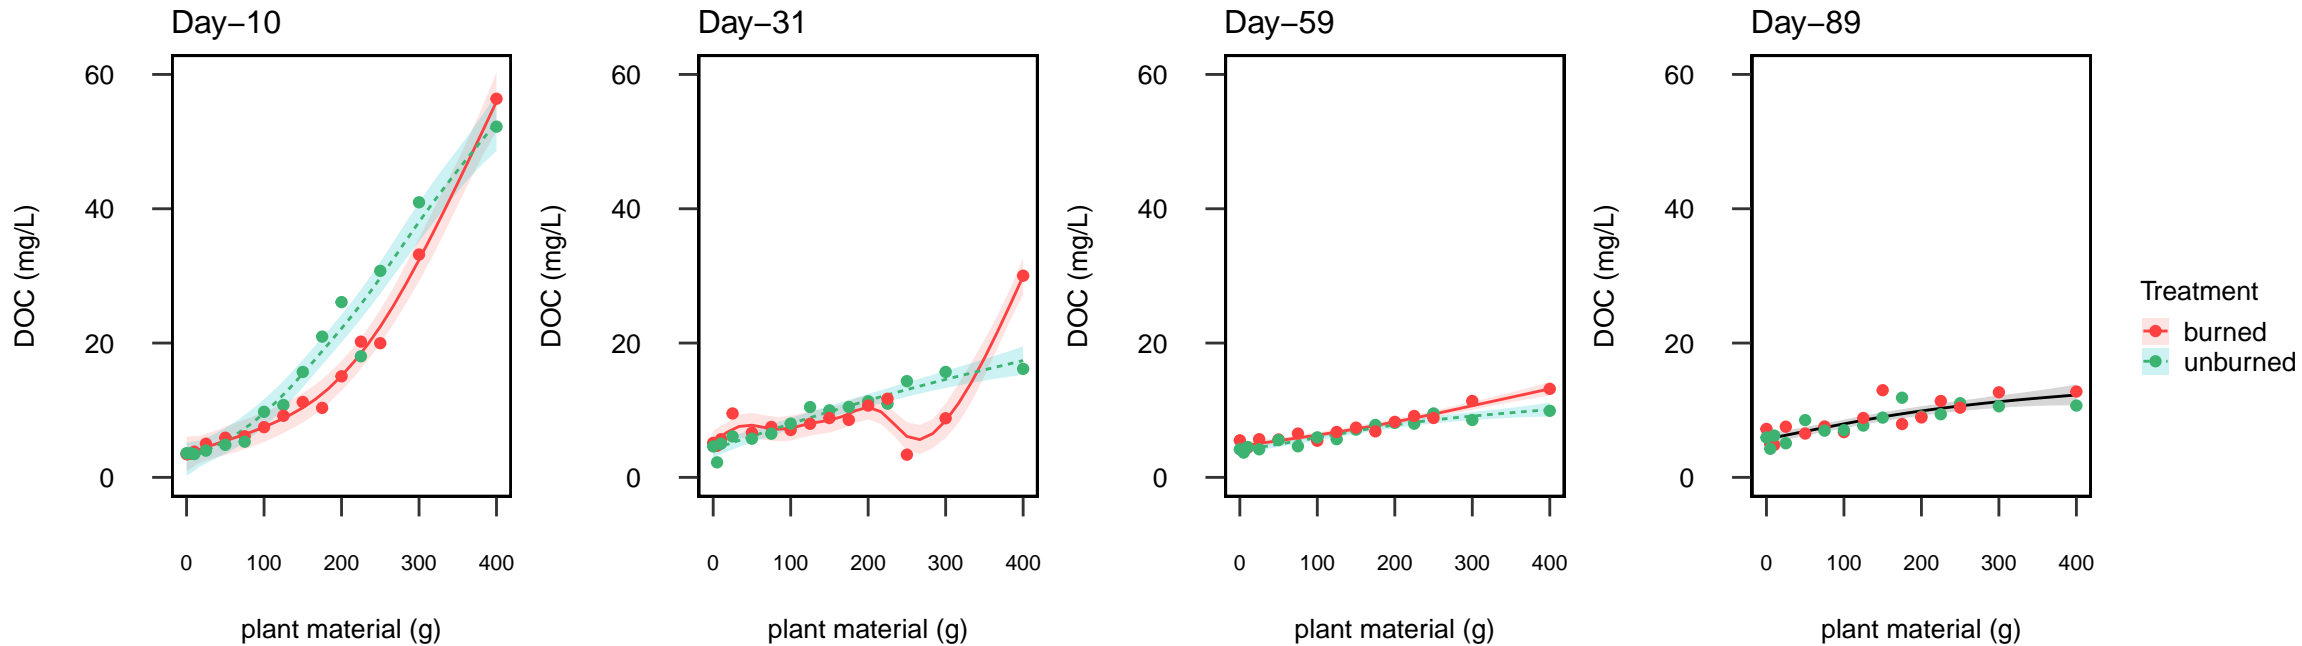 Day−10
Day−31
Day−59
Day−89
60
40
20
0
DOC (mg/L)
0 100 200 300 400
plant material (g)
60
40
20
0
DOC (mg/L)
0 100 200 300 400
plant material (g)
60
40
20
0
DOC (mg/L)
0 100 200 300 400
plant material (g)
60
40
20
0
DOC (mg/L)
0 100 200 300 400
plant material (g)
Treatment
burned
unburned